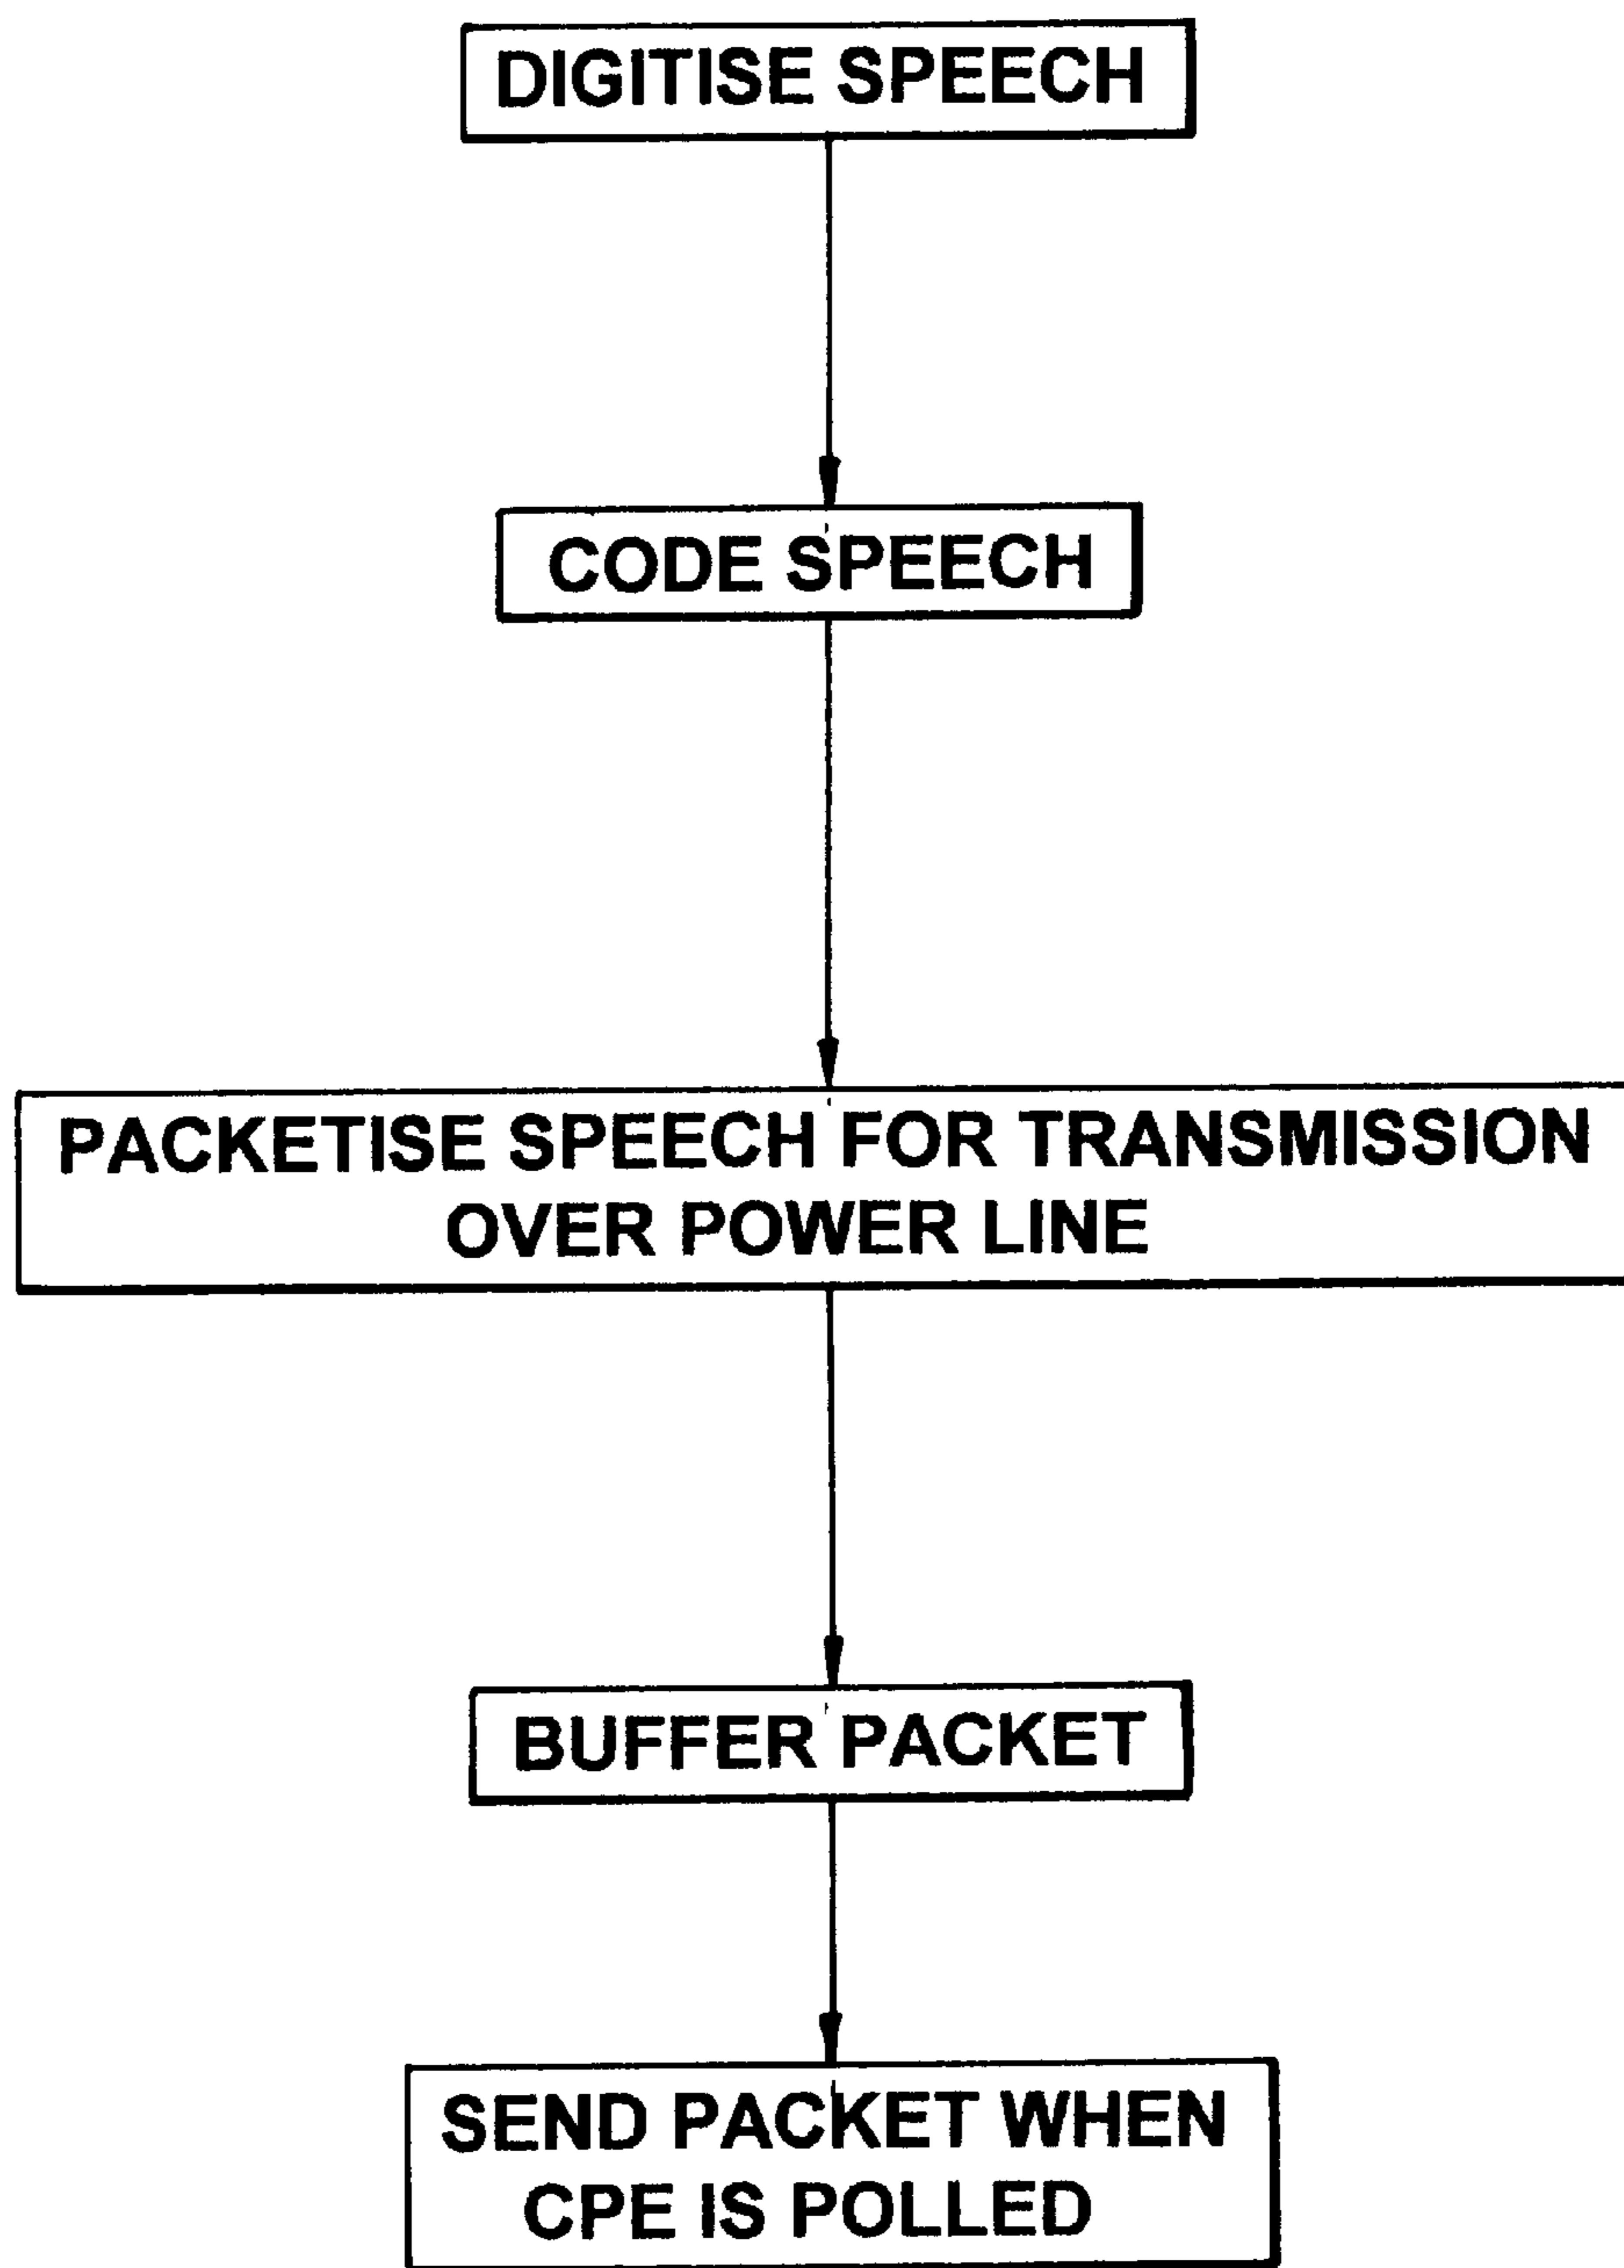 DIGITISE SPEECH
CODE SPEECH
PACKETISE SPEECH FOR TRANSMISSION
OVER POWER LINE
BUFFER PACKET
SEND PACKET WHEN
CPE IS POLLED